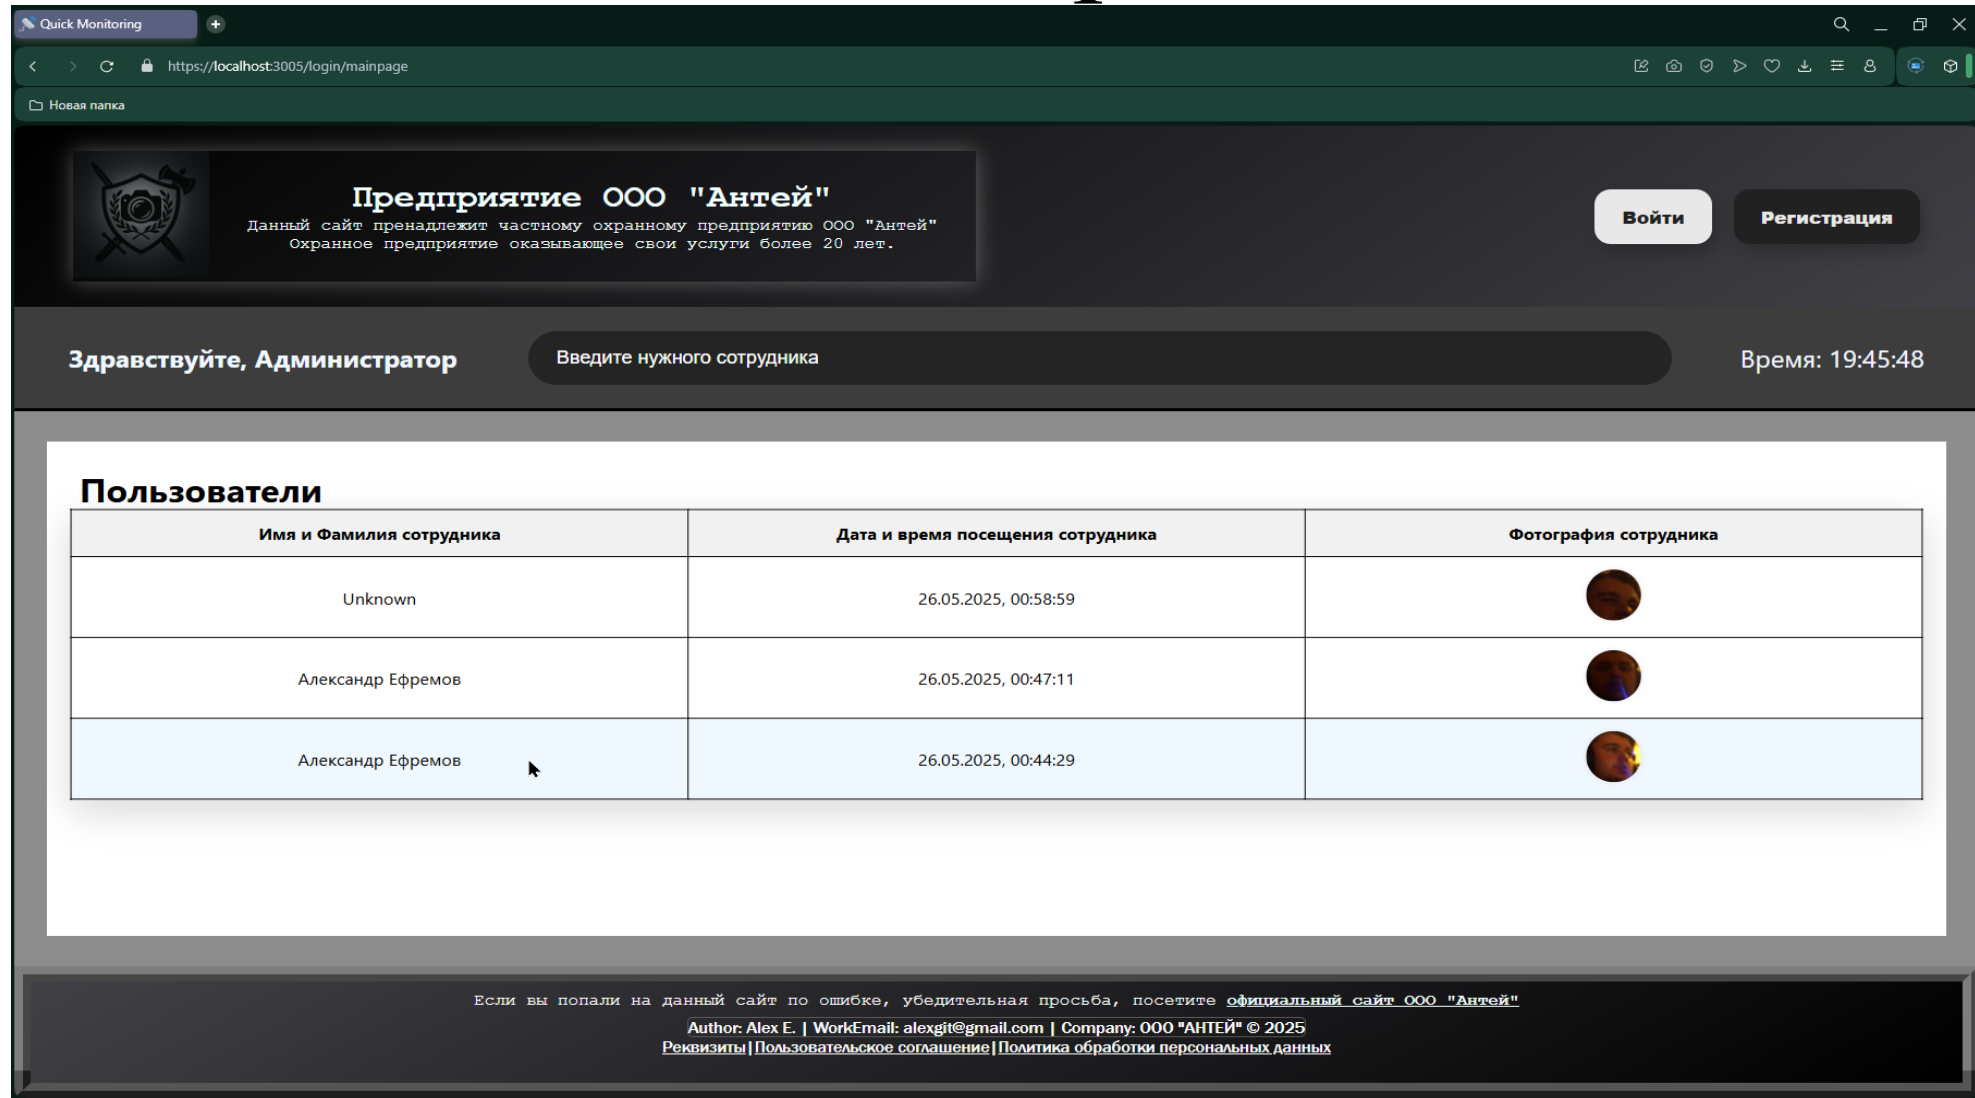 Quick Monitoring
https://localhost:3005/login/mainpage
Новая папка
Предприятие ООО "Антей"
Данный сайт пренадлежит частному охранному предприятию ООО "Антей"
Охранное предприятие оказывающее свои услуги более 20 лет.
Войти
Регистрация
Здравствуйте, Администратор
Введите нужного сотрудника
Время: 19:45:48
Пользователи
Имя и Фамилия сотрудника
Дата и время посещения сотрудника
Фотография сотрудника
Unknown
26.05.2025, 00:58:59
Александр Ефремов
26.05.2025, 00:47:11
Александр Ефремов
26.05.2025, 00:44:29
Если вы попали на данный сайт по ошибке, убедительная просьба, посетите официальный сайт ООО "Антей"
Author: Alex E. | WorkEmail: alexgit@gmail.com | Company: ООО "АНТЕЙ" © 2025
Реквизиты|Пользовательское соглашение|Политика обработки персональных данных